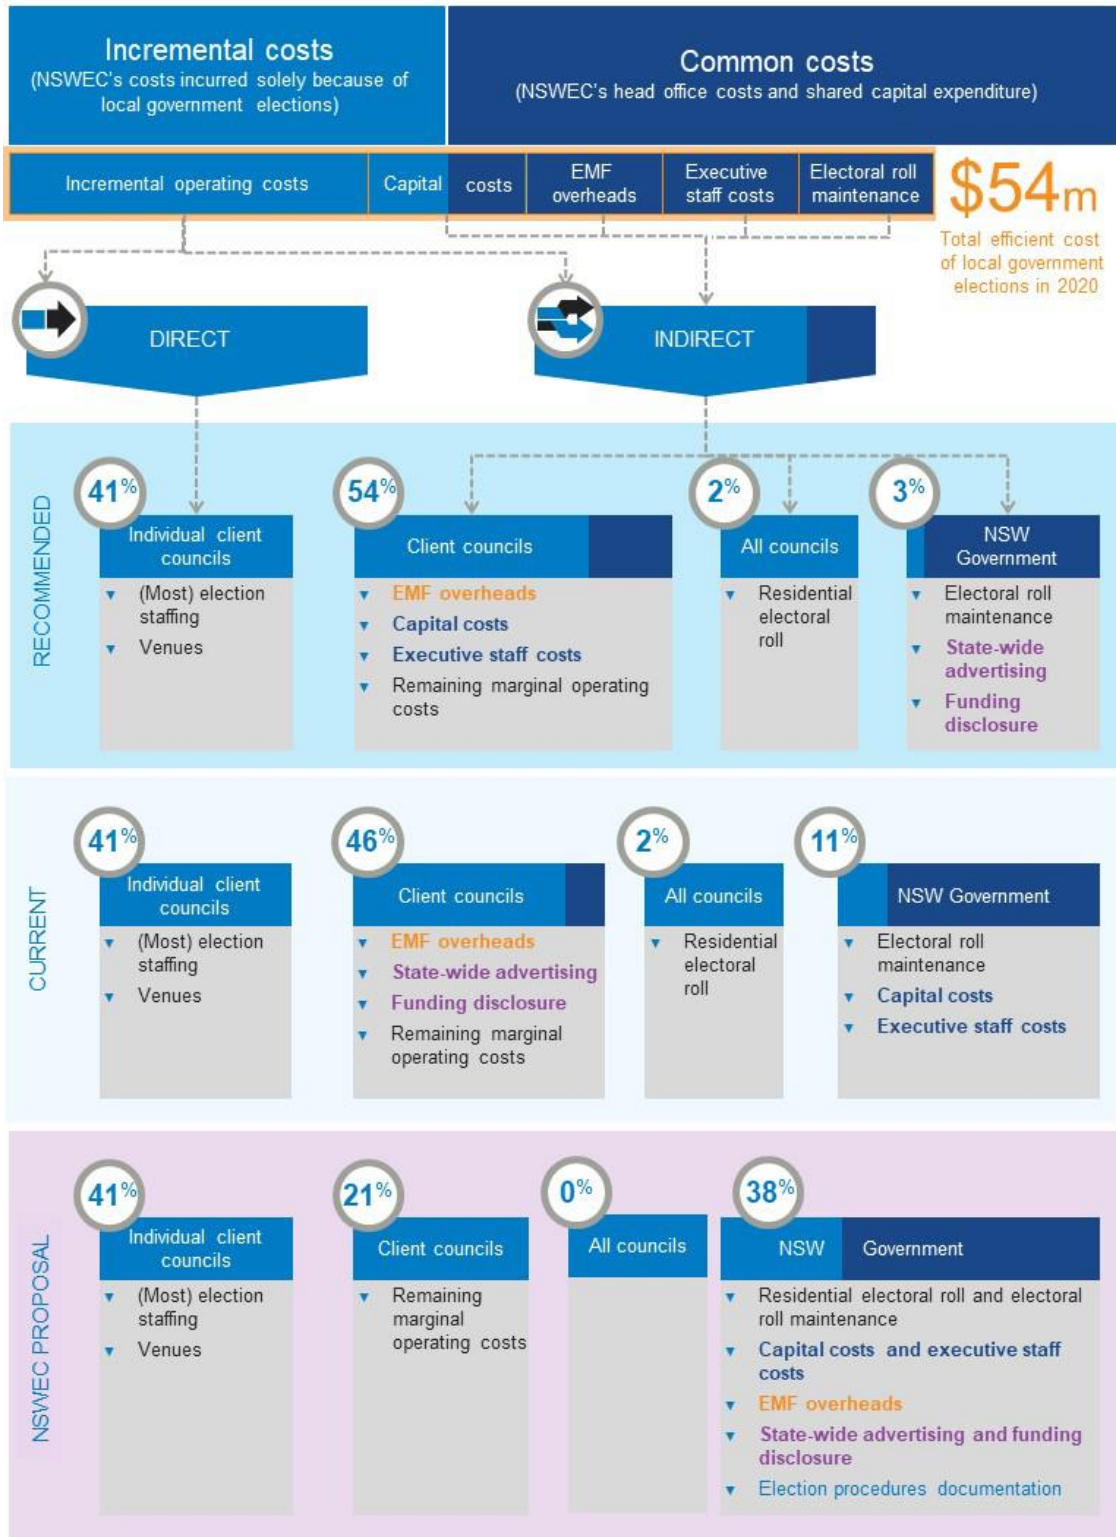 Incremental costs
(NSWEC's costs incurred solely because of
local government elections)
Common costs
(NSWEC's head office costs and shared capital expenditure)
Incremental operating costs
Capital costs
EMF
overheads
Executive
staff costs
Electoral roll
maintenance
$54m
Total efficient cost
of local government
elections in 2020
DIRECT
INDIRECT
RECOMMENDED
41%
Individual client
councils
(Most) election
staffing
Venues
54%
Client councils
EMF overheads
Capital costs
Executive staff costs
Remaining marginal operating
costs
2%
All councils
Residential
electoral
roll
3%
NSW
Government
Electoral roll
maintenance
State-wide
advertising
Funding
disclosure
CURRENT
41%
Individual client
councils
(Most) election
staffing
Venues
46%
Client councils
EMF overheads
State-wide advertising
Funding disclosure
Remaining marginal
operating costs
2%
All councils
Residential
electoral
roll
11%
NSW Government
Electoral roll
maintenance
Capital costs
Executive staff costs
NSWEC PROPOSAL
41%
Individual client
councils
(Most) election
staffing
Venues
21%
Client councils
Remaining
marginal
operating costs
0%
All councils
38%
NSW Government
Residential electoral roll and electoral
roll maintenance
Capital costs and executive staff
costs
EMF overheads
State-wide advertising and funding
disclosure
Election procedures documentation